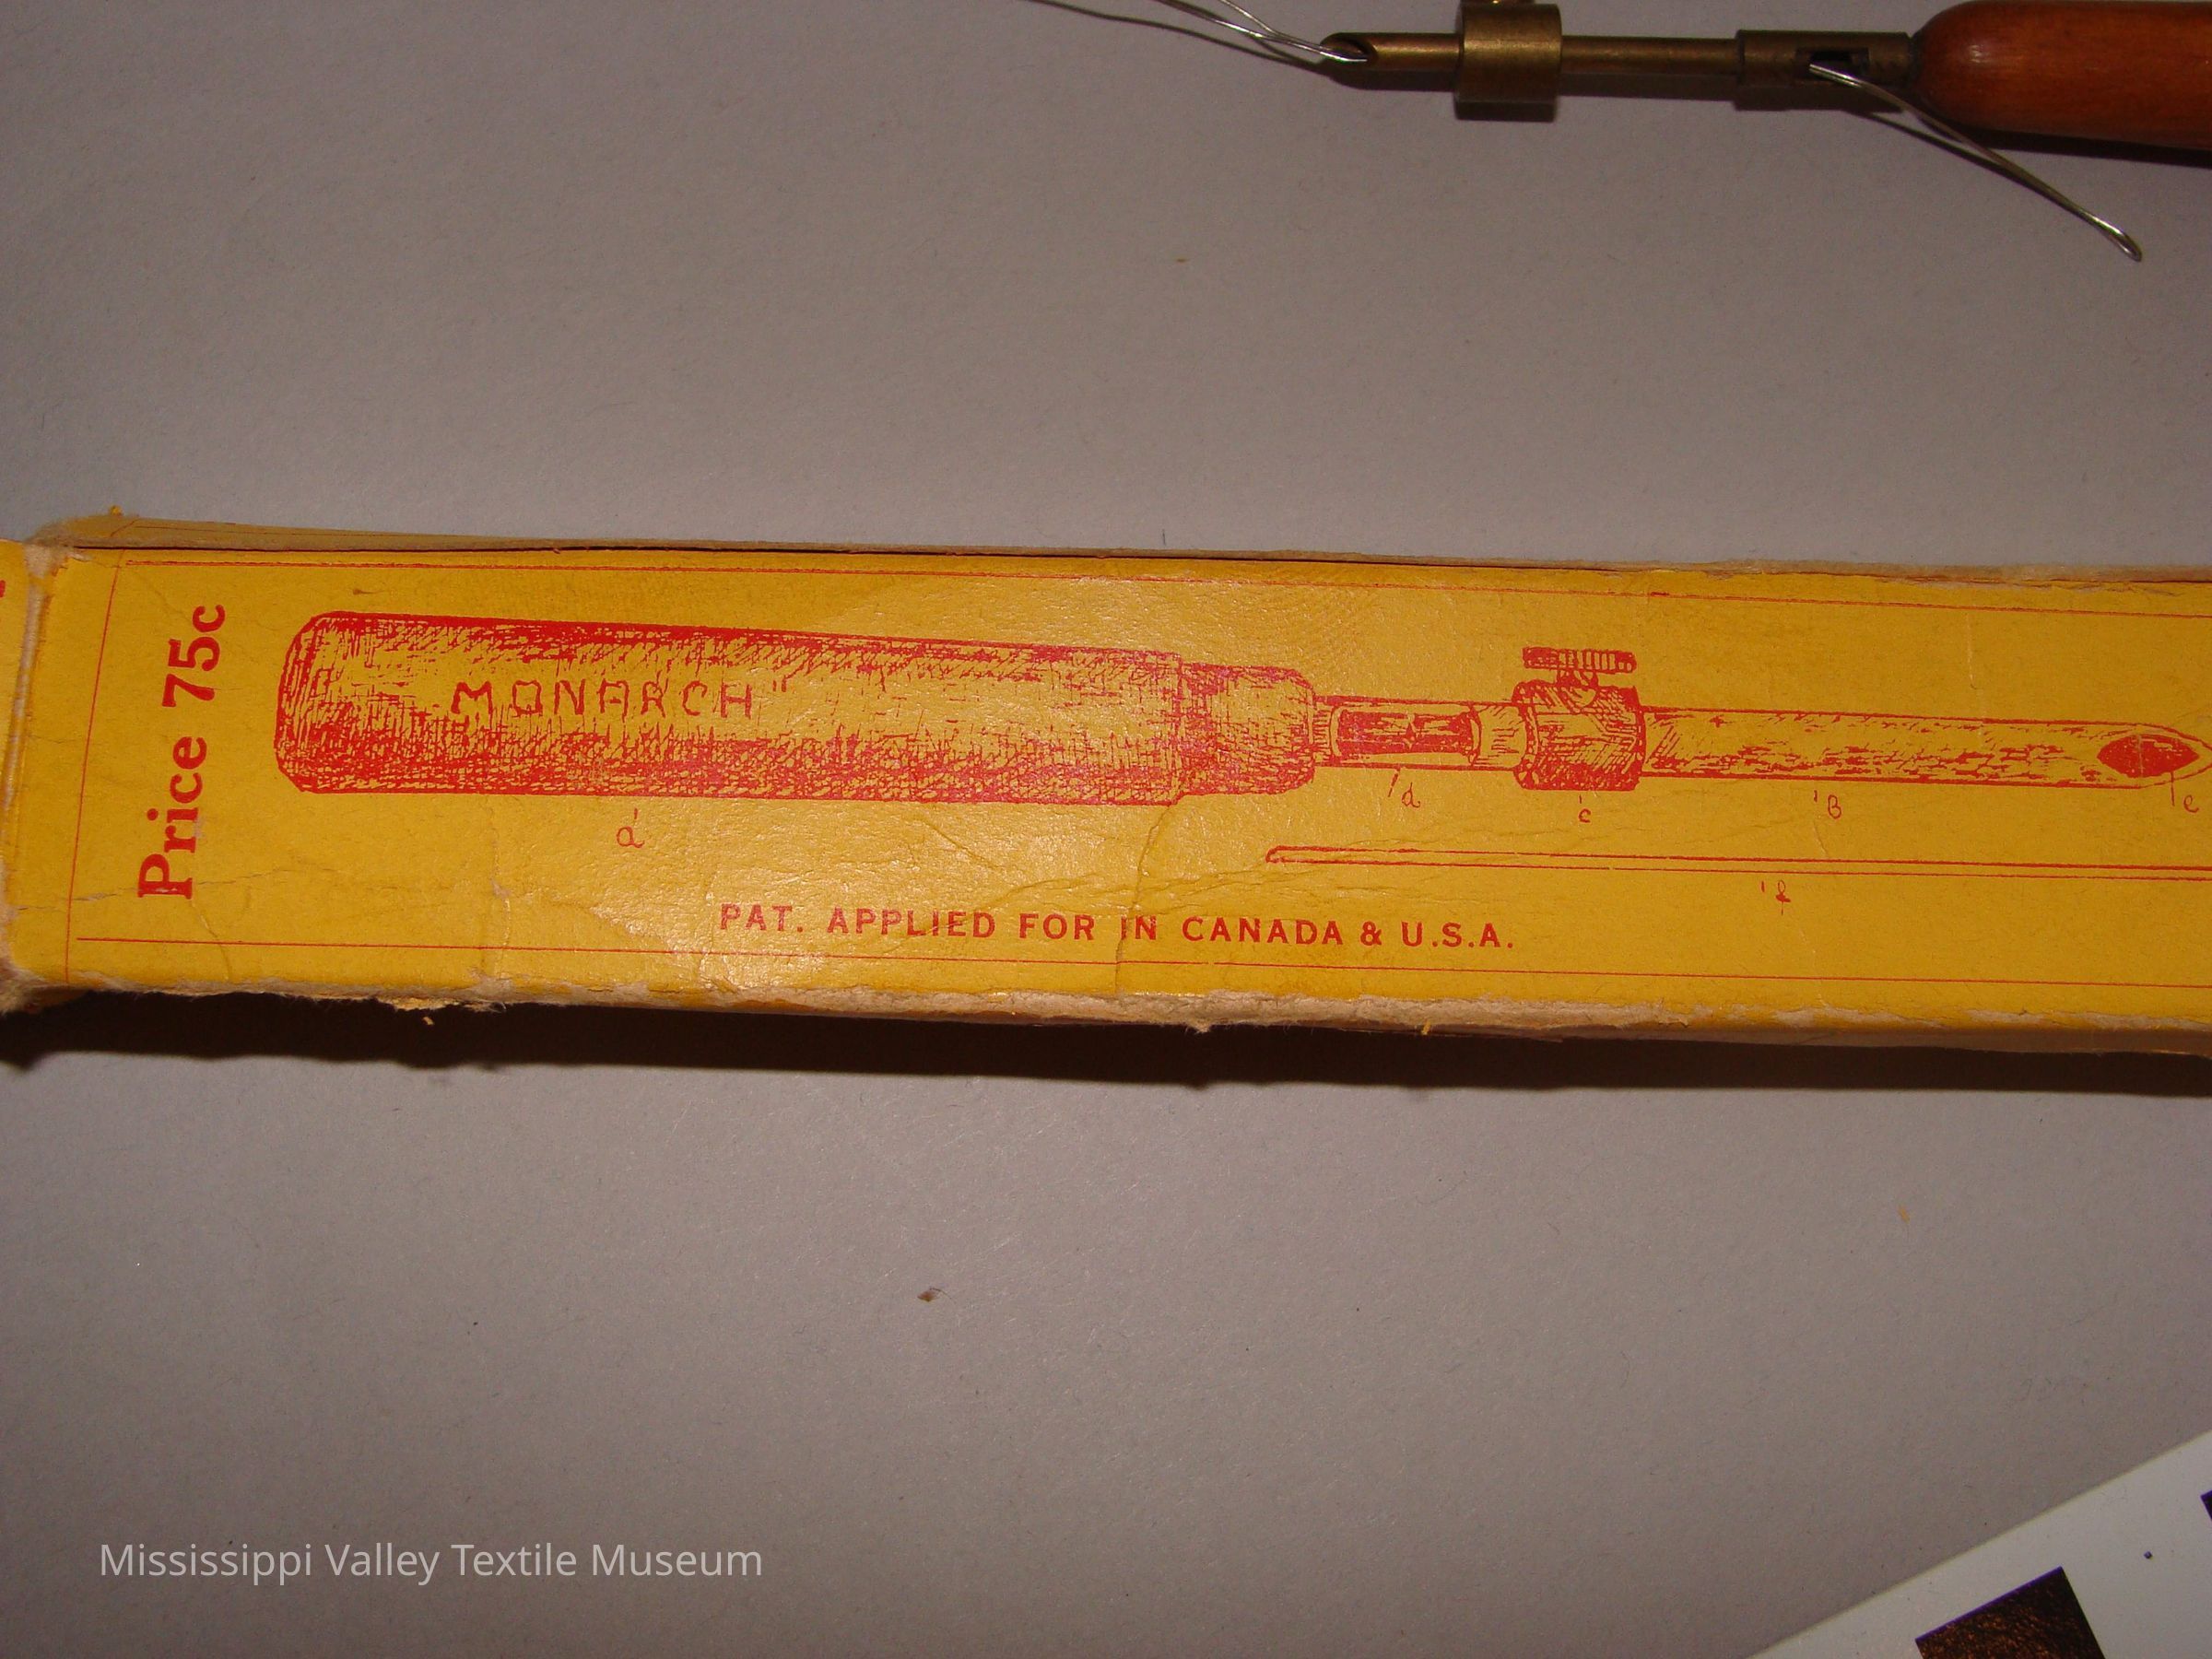 Price 75c
MONARCH"
a
d
c
B
e
f
PAT. APPLIED FOR IN CANADA & U.S.A.
Mississippi Valley Textile Museum